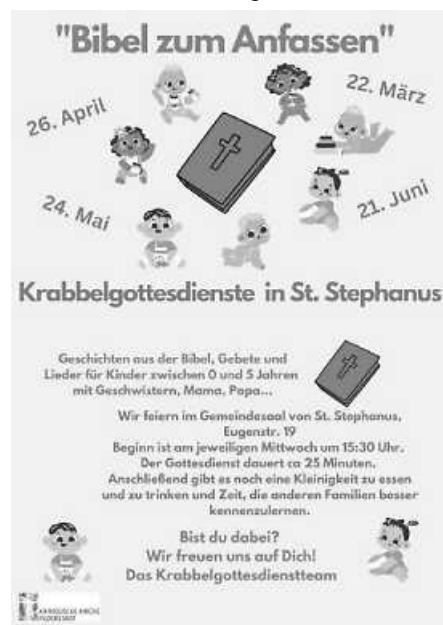 "Bibel zum Anfassen"
22. März
26. April
24. Mai
21. Juni
Krabbelgottesdienste in St. Stephanus
Geschichten aus der Bibel, Gebete und
Lieder für Kinder zwischen 0 und 5 Jahren
mit Geschwistern, Mama, Papa...
Wir feiern im Gemeindesaal von St. Stephanus,
Eugenstr. 19
Beginn ist am jeweiligen Mittwoch um 15:30 Uhr.
Der Gottesdienst dauert ca 25 Minuten.
Anschließend gibt es noch eine Kleinigkeit zu essen
und zu trinken und Zeit, die anderen Familien besser
kennenzulernen.
Bist du dabei?
Wir freuen uns auf Dich!
Das Krabbelgottesdienstteam
KATHOLISCHE KIRCHE